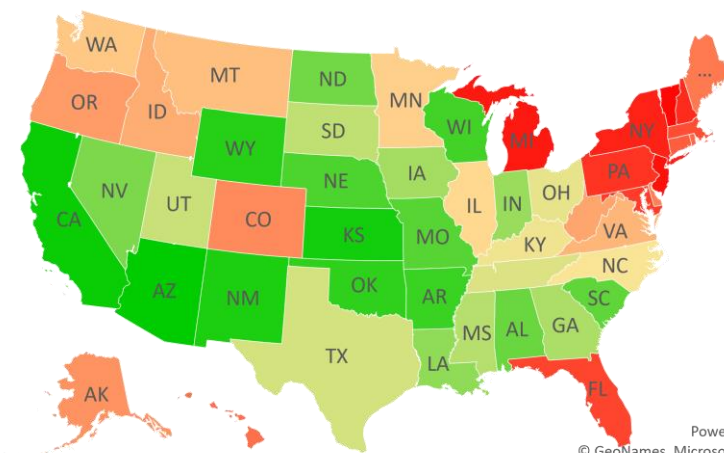 WA
MT
ND
MN
OR
ID
SD
WI
MI
NY
...
WY
IA
PA
NE
NV
UT
CO
IL
IN
OH
CA
KS
MO
KY
VA
NC
AZ
NM
OK
AR
SC
MS
AL
GA
TX
LA
AK
FL
Powe
© GeoNames, Microso